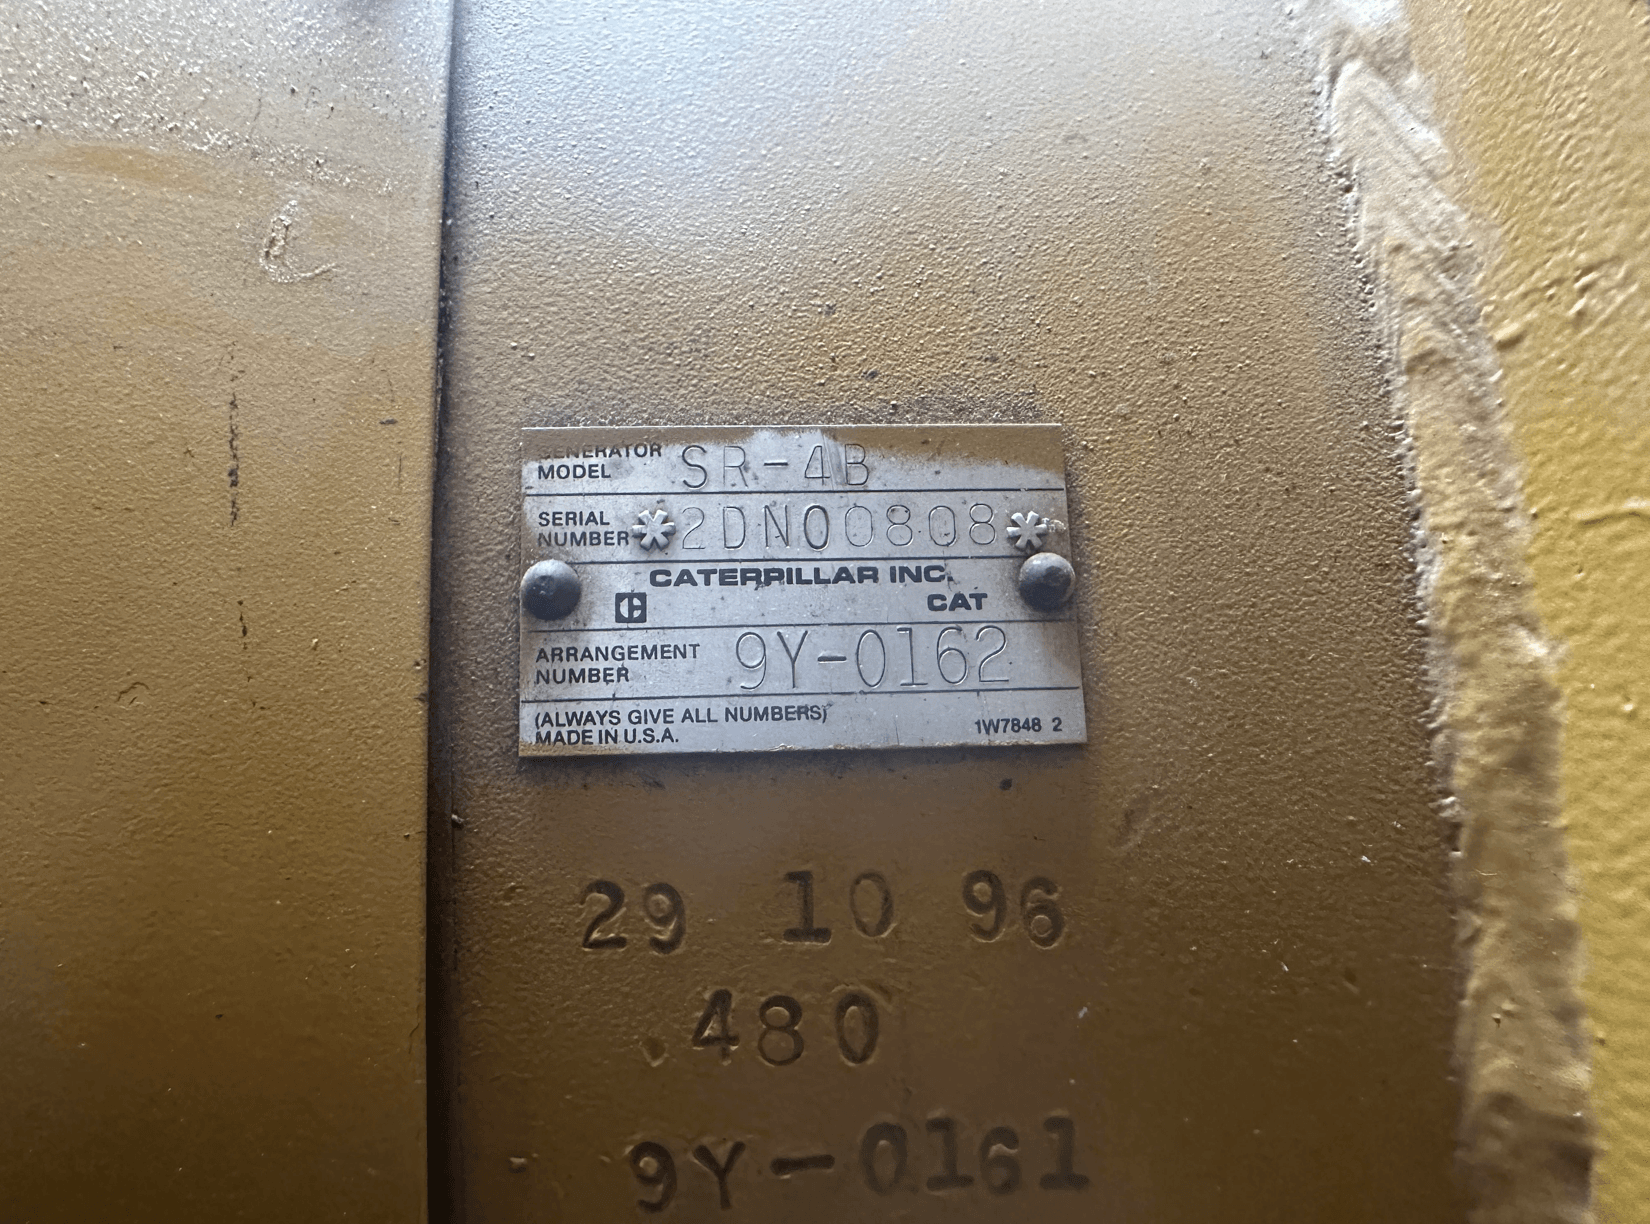 GENERATOR
MODEL SR-4B
SERIAL
NUMBER *2DN00808*
CATERPILLAR INC.
CAT
ARRANGEMENT
NUMBER 9Y-0162
(ALWAYS GIVE ALL NUMBERS)
MADE IN U.S.A. 1W7848 2
29 10 96
.480
9Y-0161